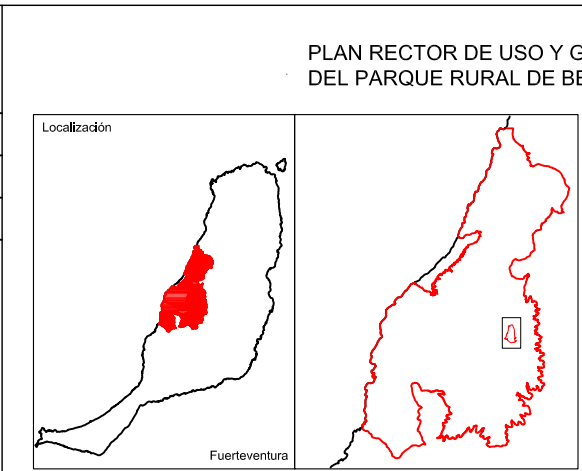 PLAN RECTOR DE USO Y G
DEL PARQUE RURAL DE BE
Localización
Fuerteventura